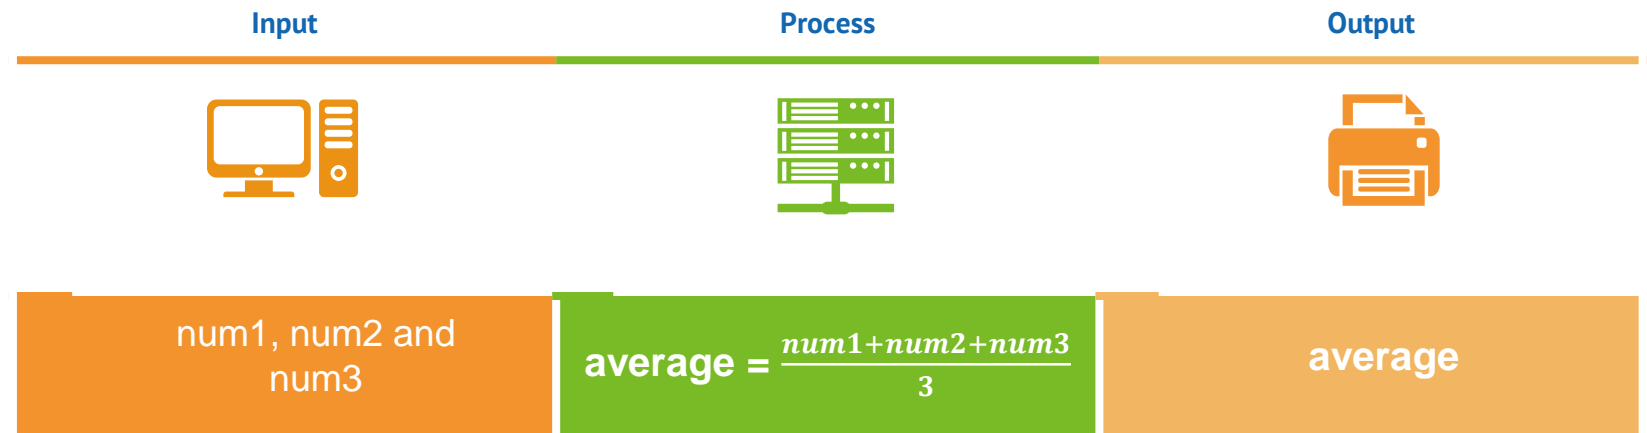 Input
Process
Output
num1, num2 and
num3
average = num1+num2+num3
3
average